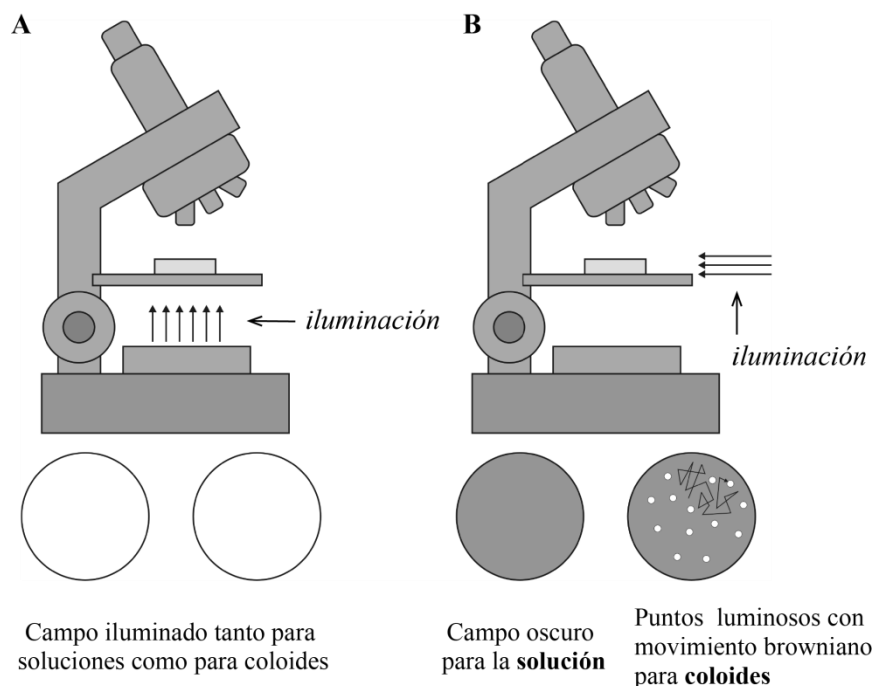 A
B
iluminación
iluminación
Campo iluminado tanto para
soluciones como para coloides
Campo oscuro
para la solución
Puntos luminosos con
movimiento browniano
para coloides